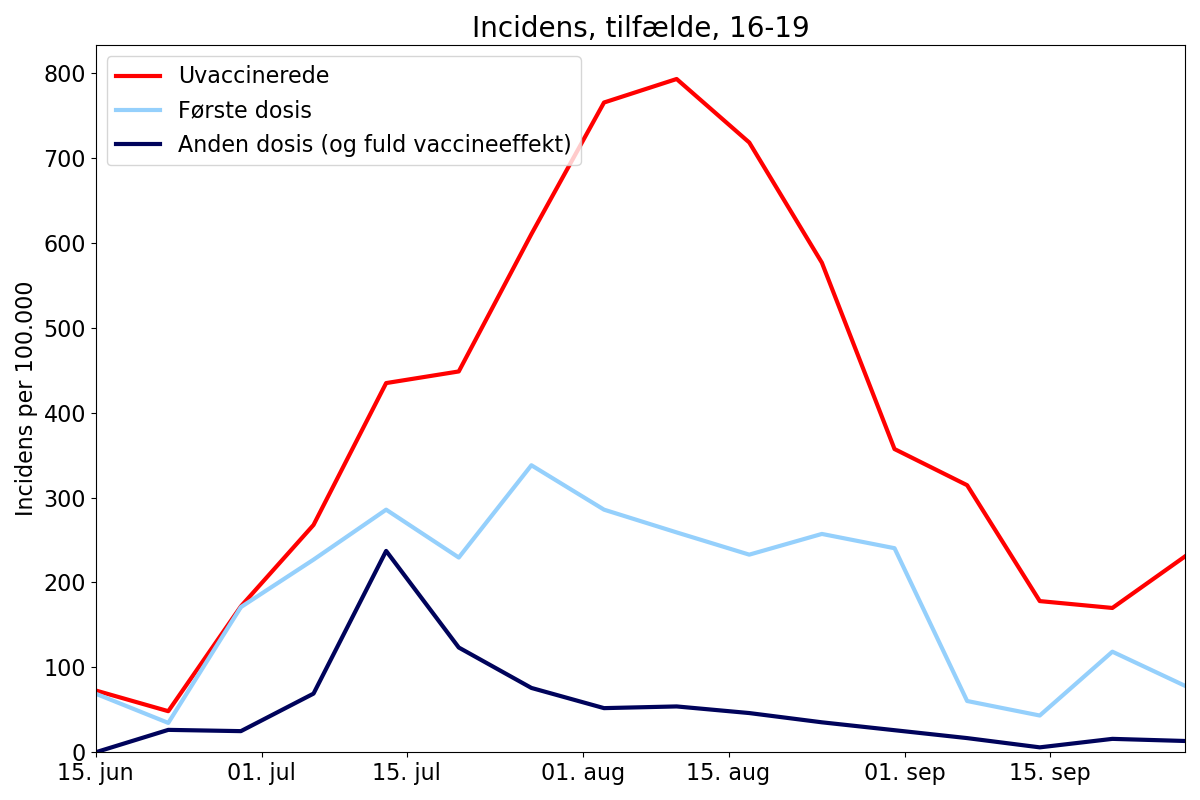 Incidens, tilfælde, 16-19
Uvaccinerede
Første dosis
Anden dosis (og fuld vaccineeffekt)
Incidens per 100.000
800
700
600
500
400
300
200
100
0
15. jun
01. jul
15. jul
01. aug
15. aug
01. sep
15. sep